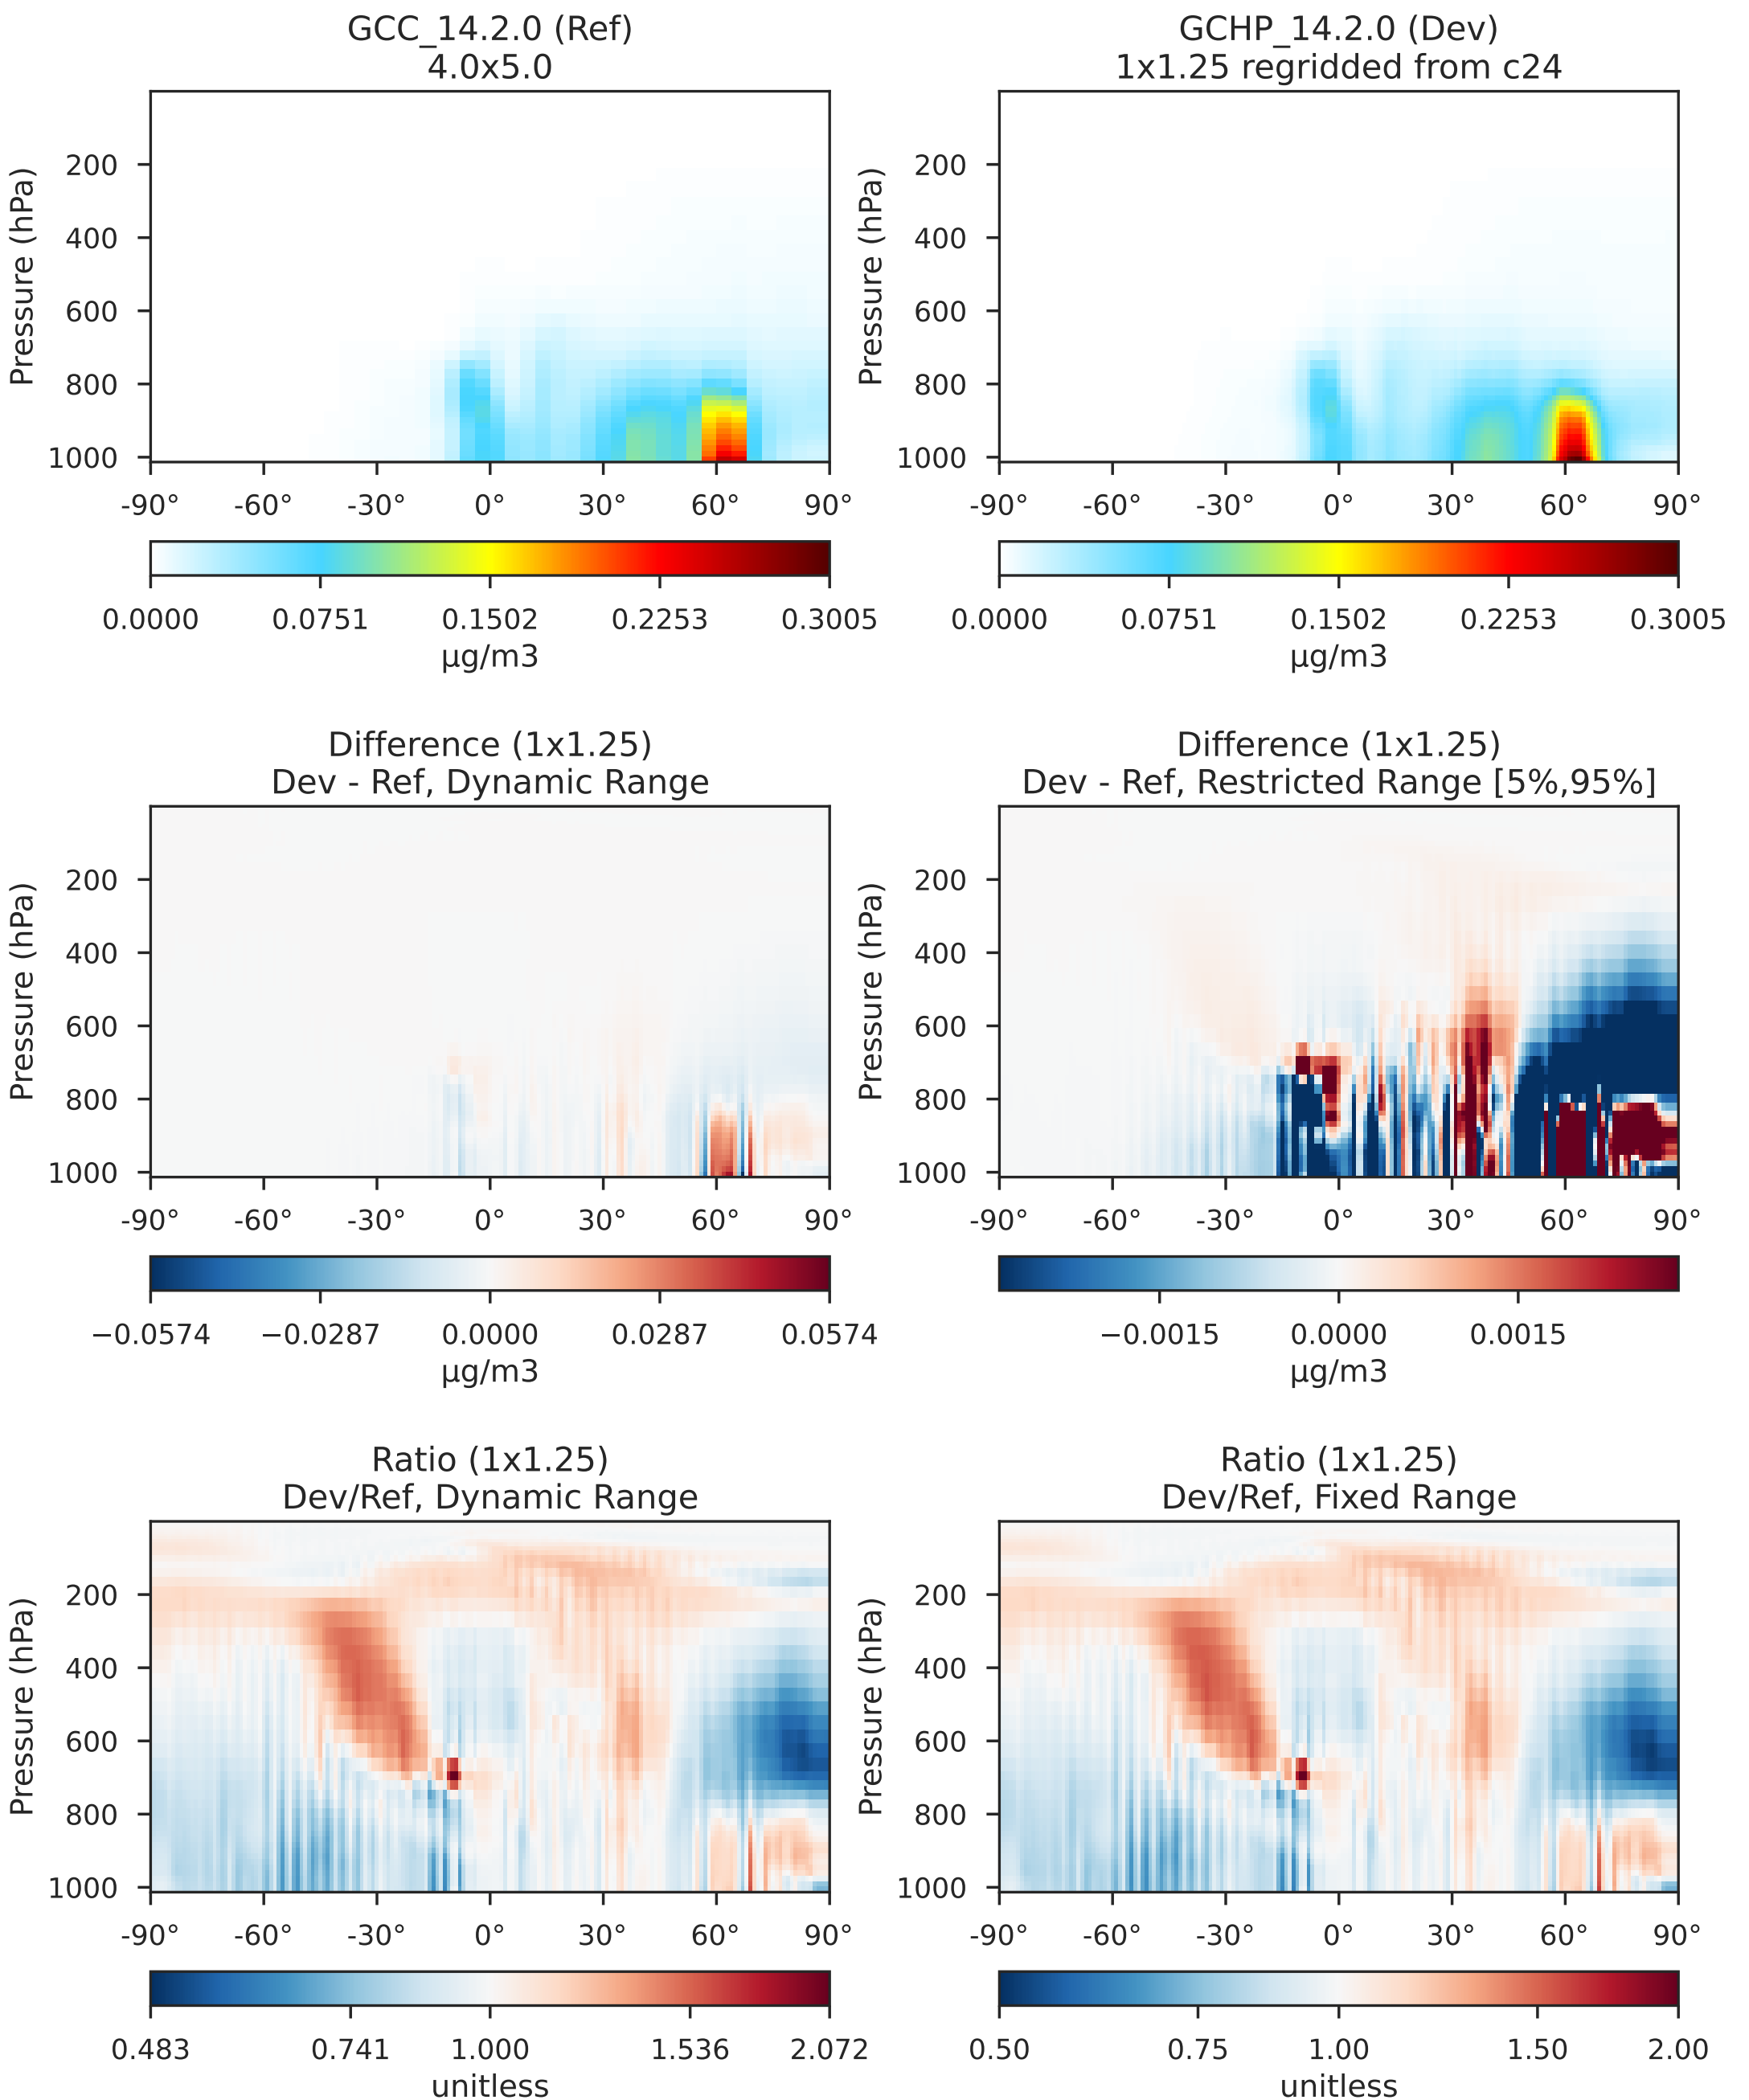 GCC_14.2.0 (Ref)
4.0x5.0
Pressure (hPa)
200
400
600
800
1000
-90° -60° -30° 0° 30° 60° 90°
0.0000 0.0751 0.1502 0.2253 0.3005
μg/m3
GCHP_14.2.0 (Dev)
1x1.25 regridded from c24
Pressure (hPa)
200
400
600
800
1000
-90° -60° -30° 0° 30° 60° 90°
0.0000 0.0751 0.1502 0.2253 0.3005
μg/m3
Difference (1x1.25)
Dev - Ref, Dynamic Range
Pressure (hPa)
200
400
600
800
1000
-90° -60° -30° 0° 30° 60° 90°
−0.0574 −0.0287 0.0000 0.0287 0.0574
μg/m3
Difference (1x1.25)
Dev - Ref, Restricted Range [5%,95%]
Pressure (hPa)
200
400
600
800
1000
-90° -60° -30° 0° 30° 60° 90°
−0.0015 0.0000 0.0015
μg/m3
Ratio (1x1.25)
Dev/Ref, Dynamic Range
Pressure (hPa)
200
400
600
800
1000
-90° -60° -30° 0° 30° 60° 90°
0.483 0.741 1.000 1.536 2.072
unitless
Ratio (1x1.25)
Dev/Ref, Fixed Range
Pressure (hPa)
200
400
600
800
1000
-90° -60° -30° 0° 30° 60° 90°
0.50 0.75 1.00 1.50 2.00
unitless